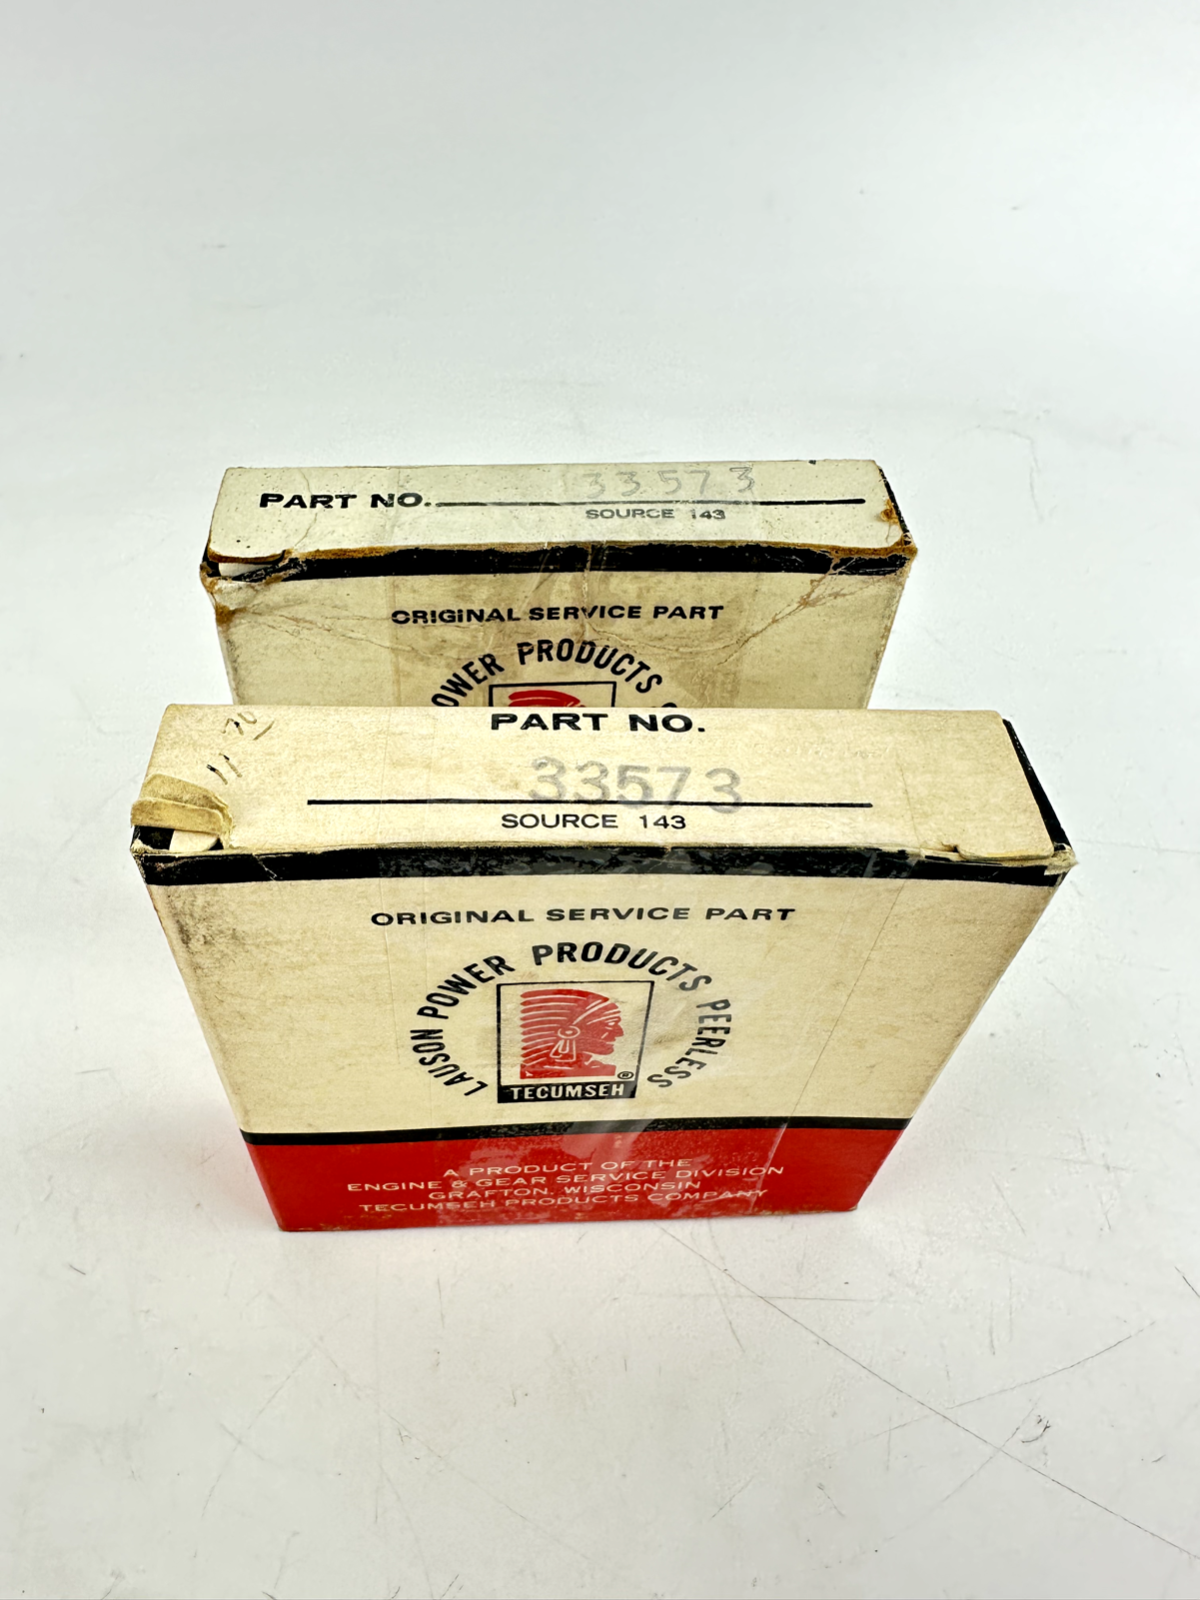 PART NO. 33573
SOURCE 143
ORIGINAL SERVICE PART
POWER PRODUCTS
PART NO.
33573
SOURCE 143
ORIGINAL SERVICE PART
LAUSON POWER PRODUCTS PEERLESS
TECUMSEH ®
A PRODUCT OF THE
ENGINE & GEAR SERVICE DIVISION
GRAFTON, WISCONSIN
TECUMSEH PRODUCTS COMPANY